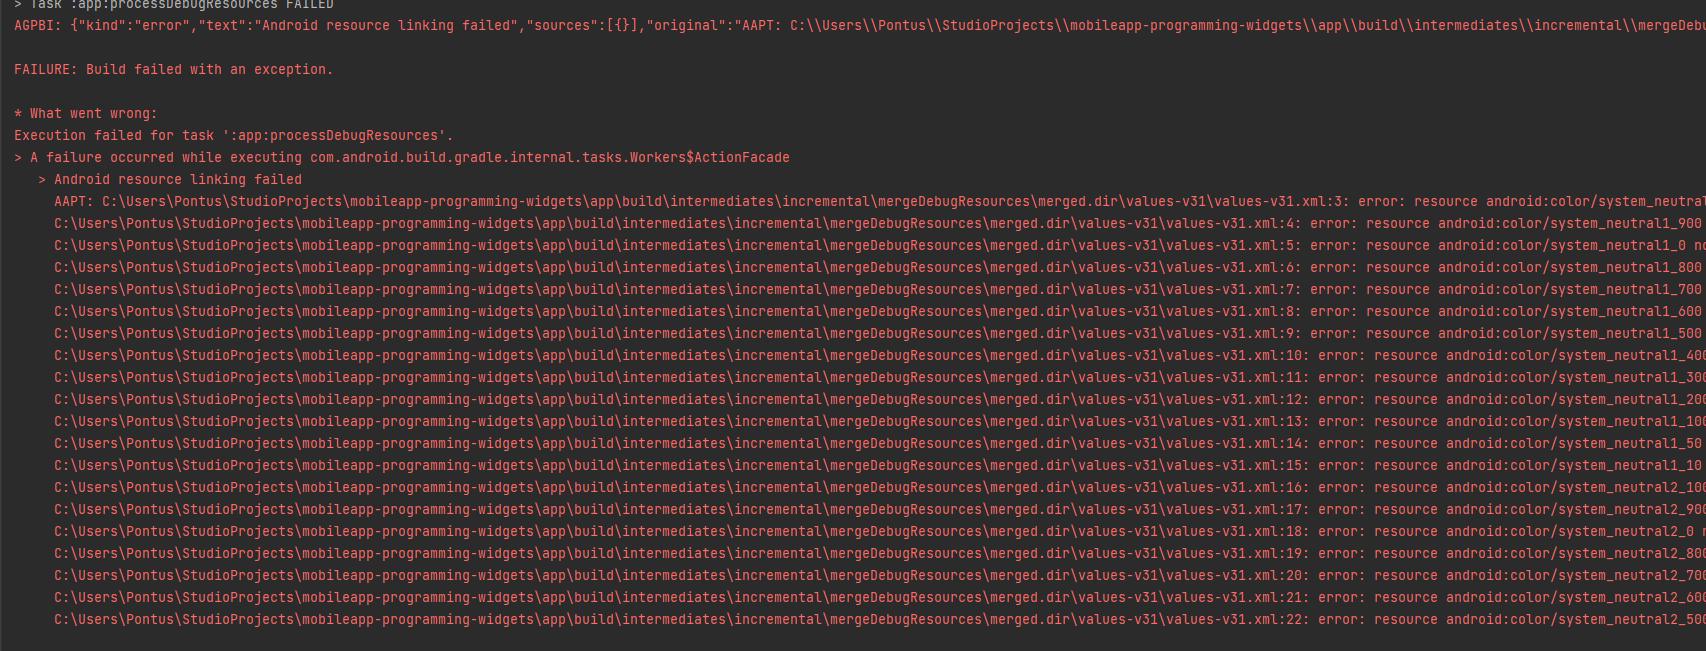 > Task :app:processDebugResources FAILED
AGPBI: {"kind":"error","text":"Android resource linking failed","sources":[{}],"original":"AAPT: C:\\Users\\Pontus\\StudioProjects\\mobileapp-programming-widgets\\app\\build\\intermediates\\incremental\\mergeDebu
FAILURE: Build failed with an exception.
* What went wrong:
Execution failed for task ':app:processDebugResources'.
> A failure occurred while executing com.android.build.gradle.internal.tasks.Workers$ActionFacade
> Android resource linking failed
AAPT: C:\Users\Pontus\StudioProjects\mobileapp-programming-widgets\app\build\intermediates\incremental\mergeDebugResources\merged.dir\values-v31\values-v31.xml:3: error: resource android:color/system_neutral
C:\Users\Pontus\StudioProjects\mobileapp-programming-widgets\app\build\intermediates\incremental\mergeDebugResources\merged.dir\values-v31\values-v31.xml:4: error: resource android:color/system_neutral1_900
C:\Users\Pontus\StudioProjects\mobileapp-programming-widgets\app\build\intermediates\incremental\mergeDebugResources\merged.dir\values-v31\values-v31.xml:5: error: resource android:color/system_neutral1_0 no
C:\Users\Pontus\StudioProjects\mobileapp-programming-widgets\app\build\intermediates\incremental\mergeDebugResources\merged.dir\values-v31\values-v31.xml:6: error: resource android:color/system_neutral1_800
C:\Users\Pontus\StudioProjects\mobileapp-programming-widgets\app\build\intermediates\incremental\mergeDebugResources\merged.dir\values-v31\values-v31.xml:7: error: resource android:color/system_neutral1_700
C:\Users\Pontus\StudioProjects\mobileapp-programming-widgets\app\build\intermediates\incremental\mergeDebugResources\merged.dir\values-v31\values-v31.xml:8: error: resource android:color/system_neutral1_600
C:\Users\Pontus\StudioProjects\mobileapp-programming-widgets\app\build\intermediates\incremental\mergeDebugResources\merged.dir\values-v31\values-v31.xml:9: error: resource android:color/system_neutral1_500
C:\Users\Pontus\StudioProjects\mobileapp-programming-widgets\app\build\intermediates\incremental\mergeDebugResources\merged.dir\values-v31\values-v31.xml:10: error: resource android:color/system_neutral1_400
C:\Users\Pontus\StudioProjects\mobileapp-programming-widgets\app\build\intermediates\incremental\mergeDebugResources\merged.dir\values-v31\values-v31.xml:11: error: resource android:color/system_neutral1_300
C:\Users\Pontus\StudioProjects\mobileapp-programming-widgets\app\build\intermediates\incremental\mergeDebugResources\merged.dir\values-v31\values-v31.xml:12: error: resource android:color/system_neutral1_200
C:\Users\Pontus\StudioProjects\mobileapp-programming-widgets\app\build\intermediates\incremental\mergeDebugResources\merged.dir\values-v31\values-v31.xml:13: error: resource android:color/system_neutral1_100
C:\Users\Pontus\StudioProjects\mobileapp-programming-widgets\app\build\intermediates\incremental\mergeDebugResources\merged.dir\values-v31\values-v31.xml:14: error: resource android:color/system_neutral1_50
C:\Users\Pontus\StudioProjects\mobileapp-programming-widgets\app\build\intermediates\incremental\mergeDebugResources\merged.dir\values-v31\values-v31.xml:15: error: resource android:color/system_neutral1_10
C:\Users\Pontus\StudioProjects\mobileapp-programming-widgets\app\build\intermediates\incremental\mergeDebugResources\merged.dir\values-v31\values-v31.xml:16: error: resource android:color/system_neutral2_100
C:\Users\Pontus\StudioProjects\mobileapp-programming-widgets\app\build\intermediates\incremental\mergeDebugResources\merged.dir\values-v31\values-v31.xml:17: error: resource android:color/system_neutral2_900
C:\Users\Pontus\StudioProjects\mobileapp-programming-widgets\app\build\intermediates\incremental\mergeDebugResources\merged.dir\values-v31\values-v31.xml:18: error: resource android:color/system_neutral2_0 n
C:\Users\Pontus\StudioProjects\mobileapp-programming-widgets\app\build\intermediates\incremental\mergeDebugResources\merged.dir\values-v31\values-v31.xml:19: error: resource android:color/system_neutral2_800
C:\Users\Pontus\StudioProjects\mobileapp-programming-widgets\app\build\intermediates\incremental\mergeDebugResources\merged.dir\values-v31\values-v31.xml:20: error: resource android:color/system_neutral2_700
C:\Users\Pontus\StudioProjects\mobileapp-programming-widgets\app\build\intermediates\incremental\mergeDebugResources\merged.dir\values-v31\values-v31.xml:21: error: resource android:color/system_neutral2_600
C:\Users\Pontus\StudioProjects\mobileapp-programming-widgets\app\build\intermediates\incremental\mergeDebugResources\merged.dir\values-v31\values-v31.xml:22: error: resource android:color/system_neutral2_500